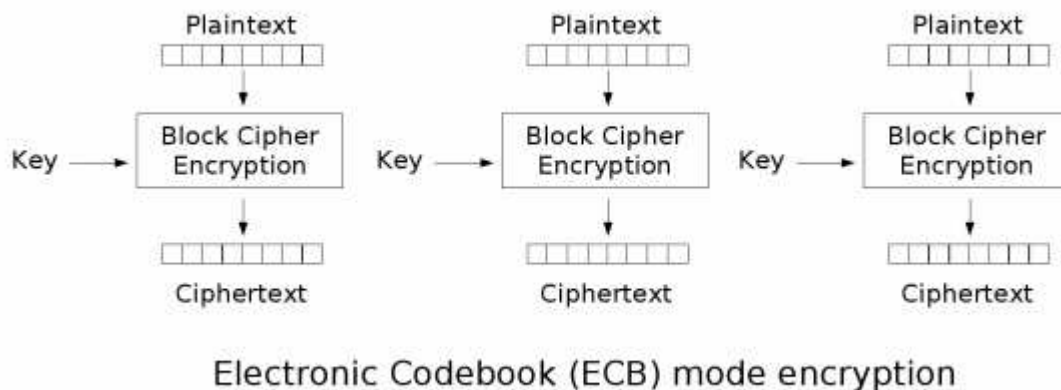 Plaintext Plaintext Plaintext
Block Cipher Encryption Block Cipher Encryption Block Cipher Encryption
Key Key Key
Ciphertext Ciphertext Ciphertext
Electronic Codebook (ECB) mode encryption